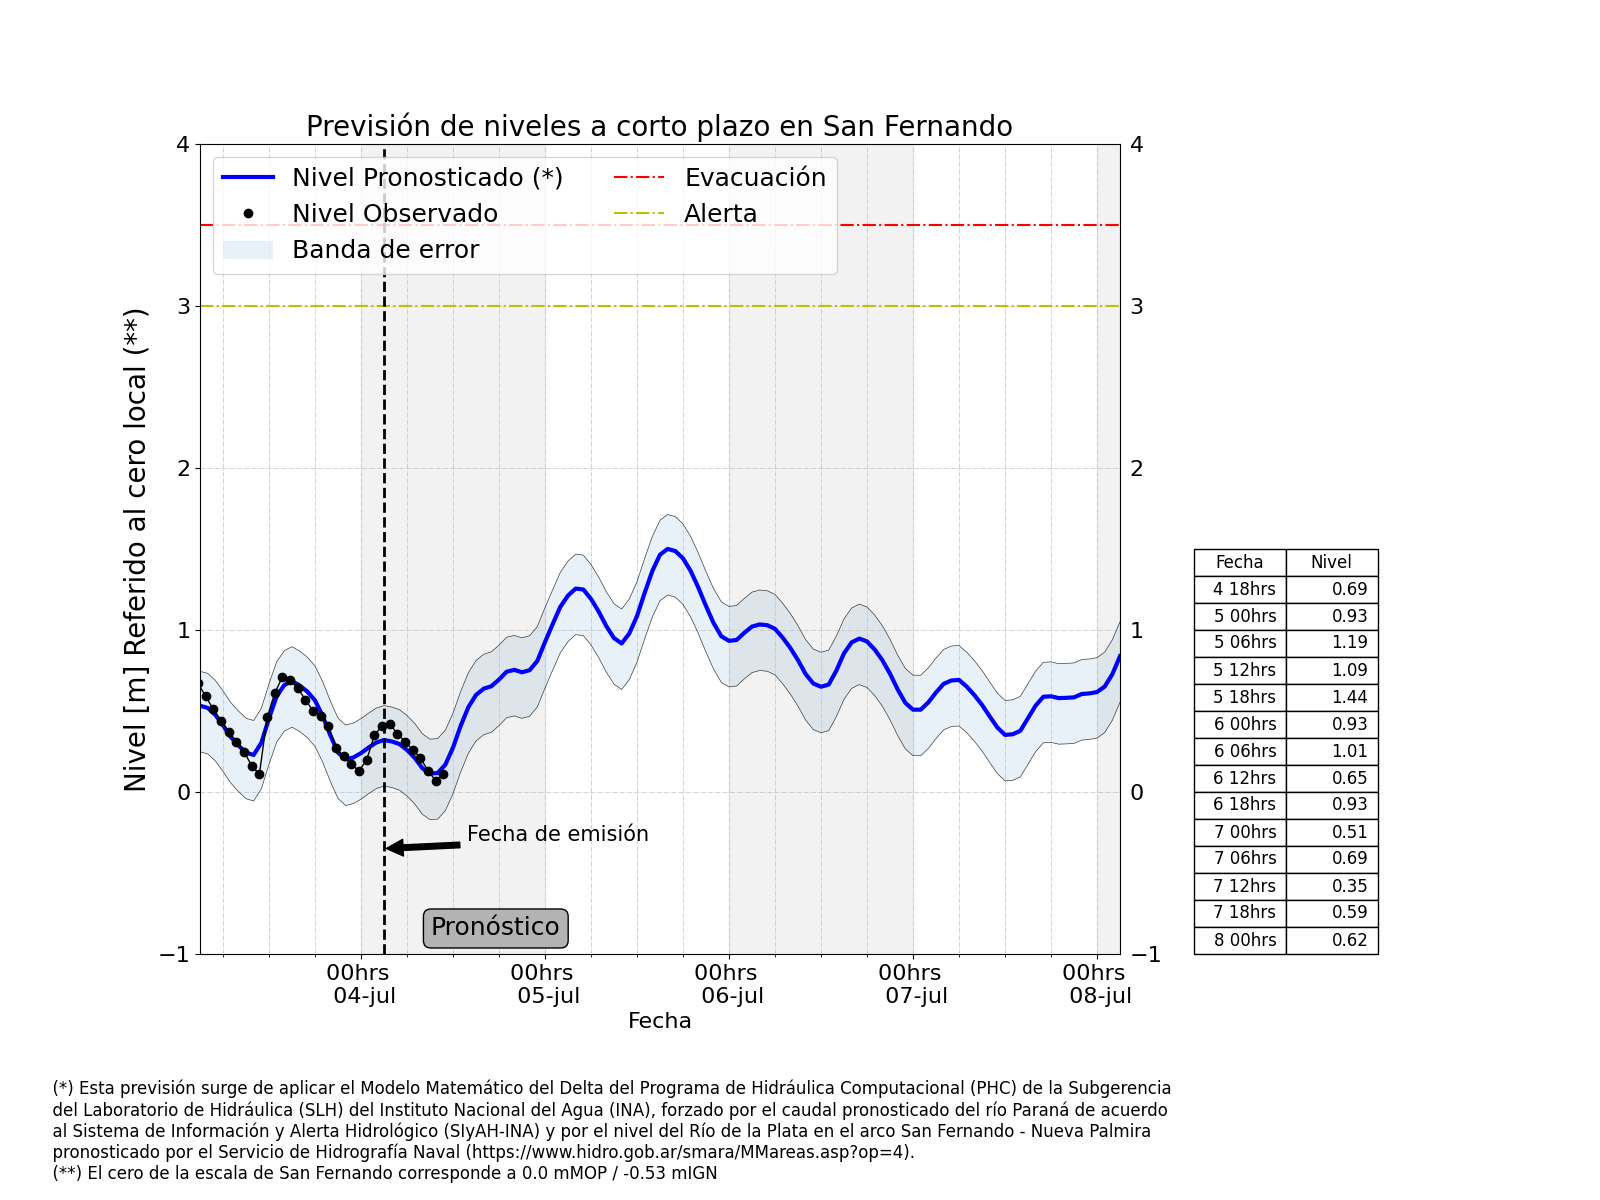 Previsión de niveles a corto plazo en San Fernando
Nivel Pronosticado (*)
Nivel Observado
Banda de error
Evacuación
Alerta
Nivel [m] Referido al cero local (**)
4
3
2
1
0
−1
4
3
2
1
0
−1
Fecha de emisión
Pronóstico
00hrs
04-jul
00hrs
05-jul
00hrs
06-jul
00hrs
07-jul
00hrs
08-jul
Fecha
Fecha Nivel
4 18hrs 0.69
5 00hrs 0.93
5 06hrs 1.19
5 12hrs 1.09
5 18hrs 1.44
6 00hrs 0.93
6 06hrs 1.01
6 12hrs 0.65
6 18hrs 0.93
7 00hrs 0.51
7 06hrs 0.69
7 12hrs 0.35
7 18hrs 0.59
8 00hrs 0.62
(*) Esta previsión surge de aplicar el Modelo Matemático del Delta del Programa de Hidráulica Computacional (PHC) de la Subgerencia
del Laboratorio de Hidráulica (SLH) del Instituto Nacional del Agua (INA), forzado por el caudal pronosticado del río Paraná de acuerdo
al Sistema de Información y Alerta Hidrológico (SIyAH-INA) y por el nivel del Río de la Plata en el arco San Fernando - Nueva Palmira
pronosticado por el Servicio de Hidrografía Naval (https://www.hidro.gob.ar/smara/MMareas.asp?op=4).
(**) El cero de la escala de San Fernando corresponde a 0.0 mMOP / -0.53 mIGN